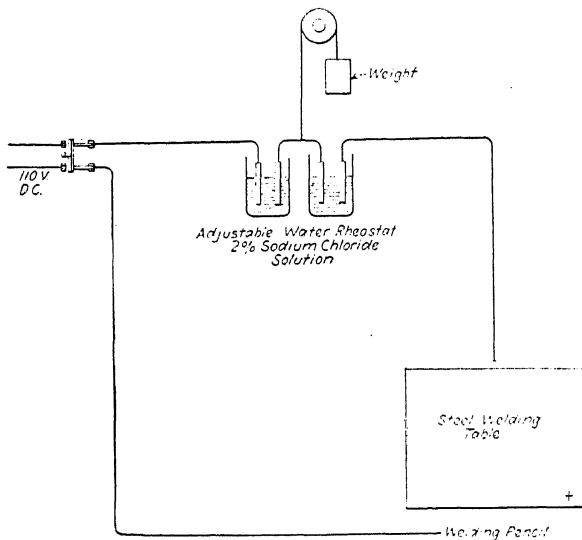 Weight
110 V.
D.C.
Adjustable Water Rheostat
2% Sodium Chloride
Solution
Steel Welding
Table
+
Welding Pencil